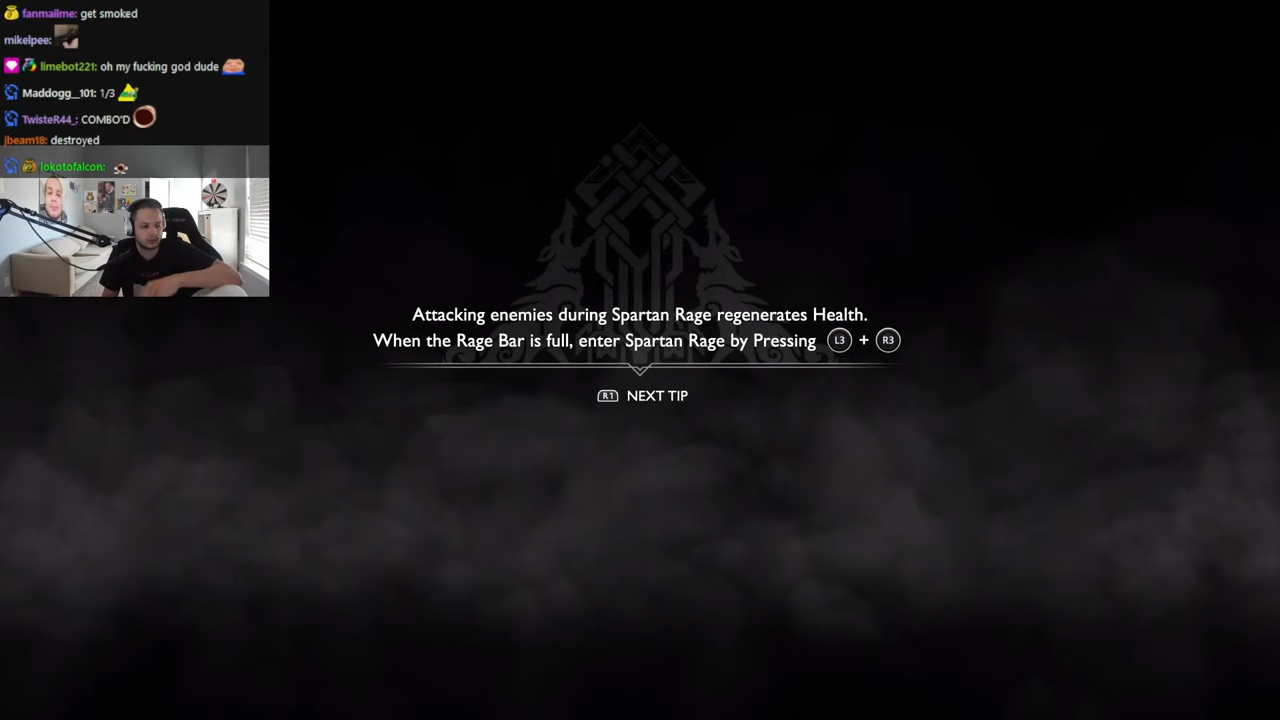 fanmailme: get smoked
mikelpee:
limebot221: oh my fucking god dude
Maddogg__101: 1/3
TwisteR44_: COMBO'D
jbeam18: destroyed
lokotofalcon:
Attacking enemies during Spartan Rage regenerates Health.
When the Rage Bar is full, enter Spartan Rage by Pressing L3 + R3
R1 NEXT TIP